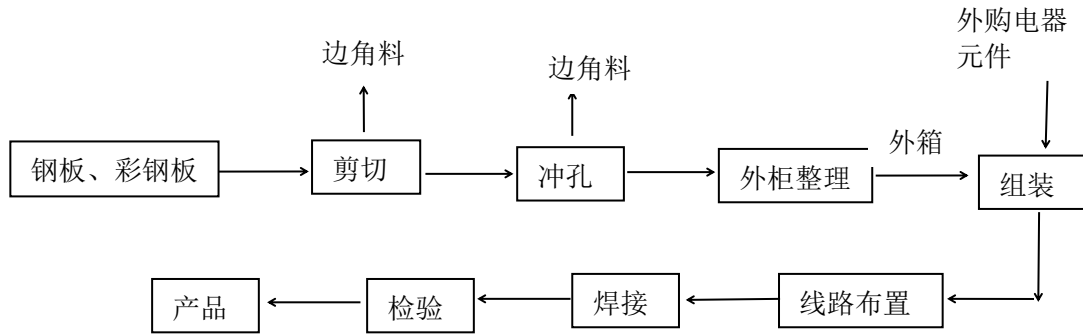 外购电器
元件
边角料
边角料
钢板、彩钢板
剪切
冲孔
外柜整理
外箱
组装
产品
检验
焊接
线路布置